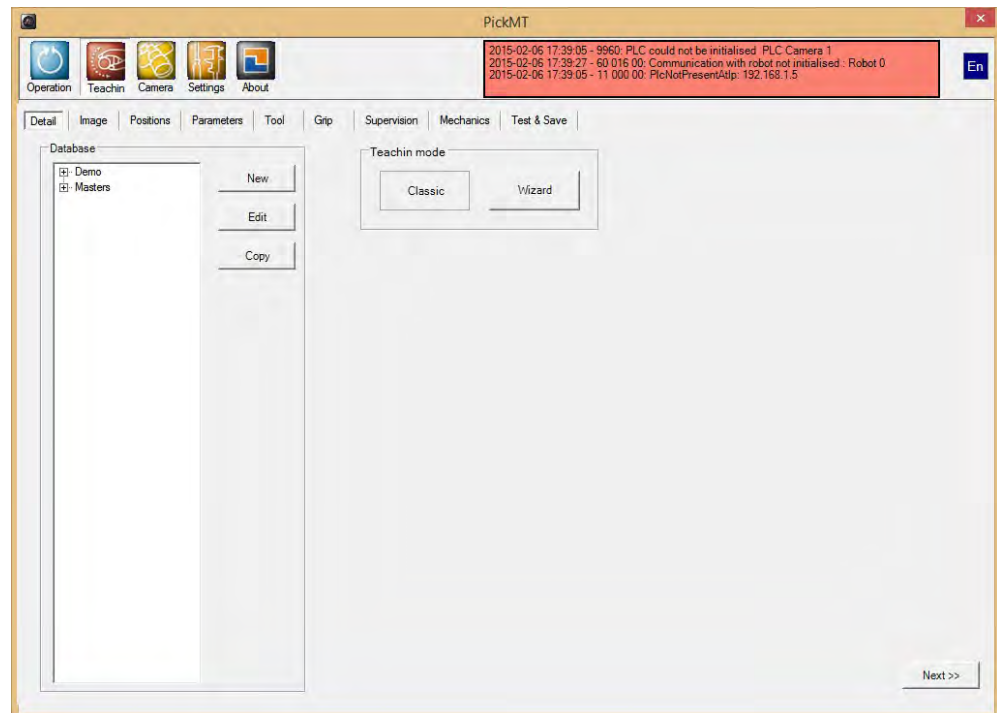 PickMT
2015-02-06 17:39:05 - 9960: PLC could not be initialised PLC Camera 1
2015-02-06 17:39:27 - 60 016 00: Communication with robot not initialised : Robot 0
2015-02-06 17:39:05 - 11 000 00: PlcNotPresentAtIp: 192.168.1.5
En
Operation Teachin Camera Settings About
Detail Image Positions Parameters Tool Grip Supervision Mechanics Test & Save
Database
Demo
Masters
New
Edit
Copy
Teachin mode
Classic Wizard
Next >>